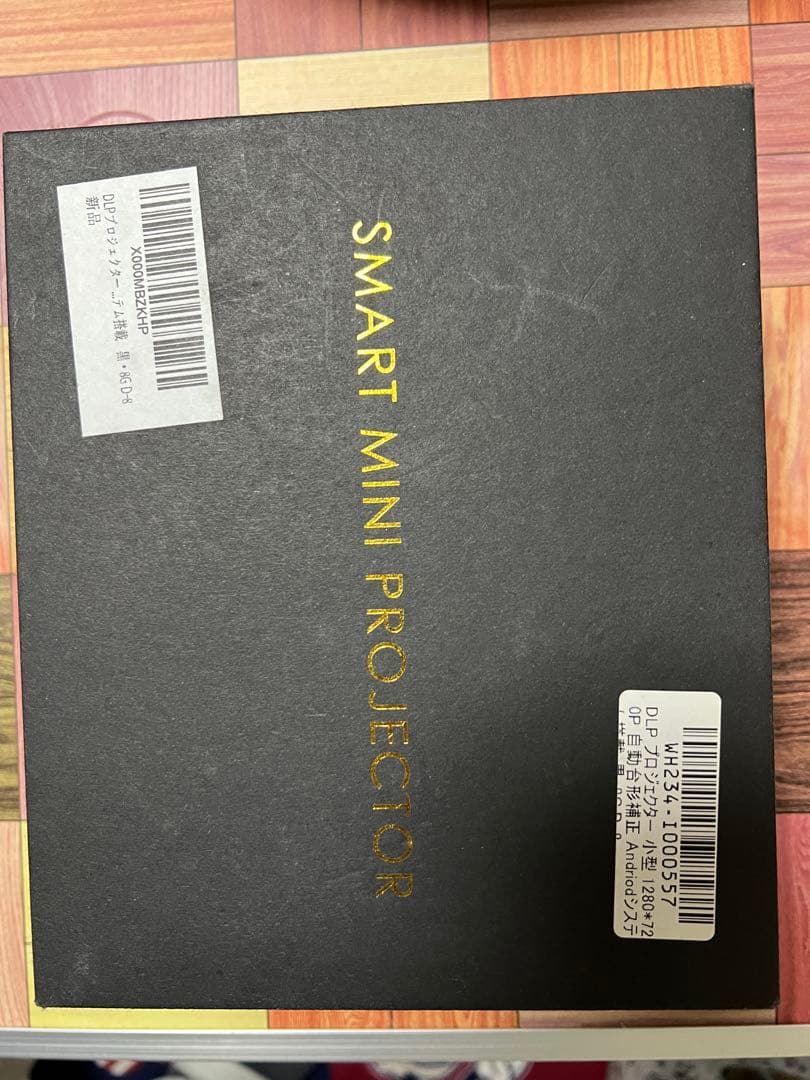 SMART MINI PROJECTOR
X000MBZKHP
DLPプロジェクター ...テム搭載 黒・8G D-8
新品
WH234-I000557
DLP プロジェクター 小型 1280*72
0P 自動台形補正 Andriodシステ